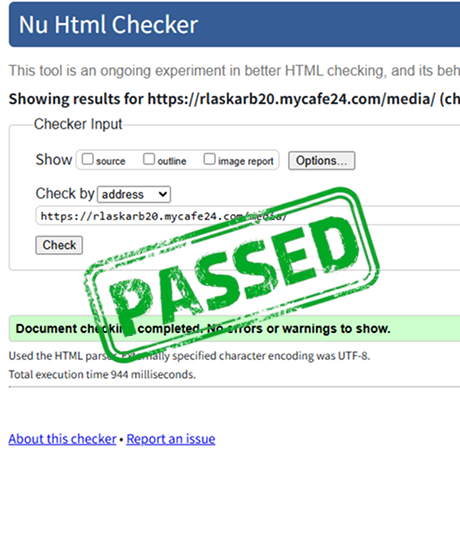 Nu Html Checker
This tool is an ongoing experiment in better HTML checking, and its beh
Showing results for https://rlaskarb20.mycafe24.com/media/ (ch
Checker Input
Show source outline image report Options...
Check by address
https://rlaskarb20.mycafe24.com/media/
Check
PASSED
Document checking completed. No errors or warnings to show.
Used the HTML parser. Externally specified character encoding was UTF-8.
Total execution time 944 milliseconds.
About this checker • Report an issue